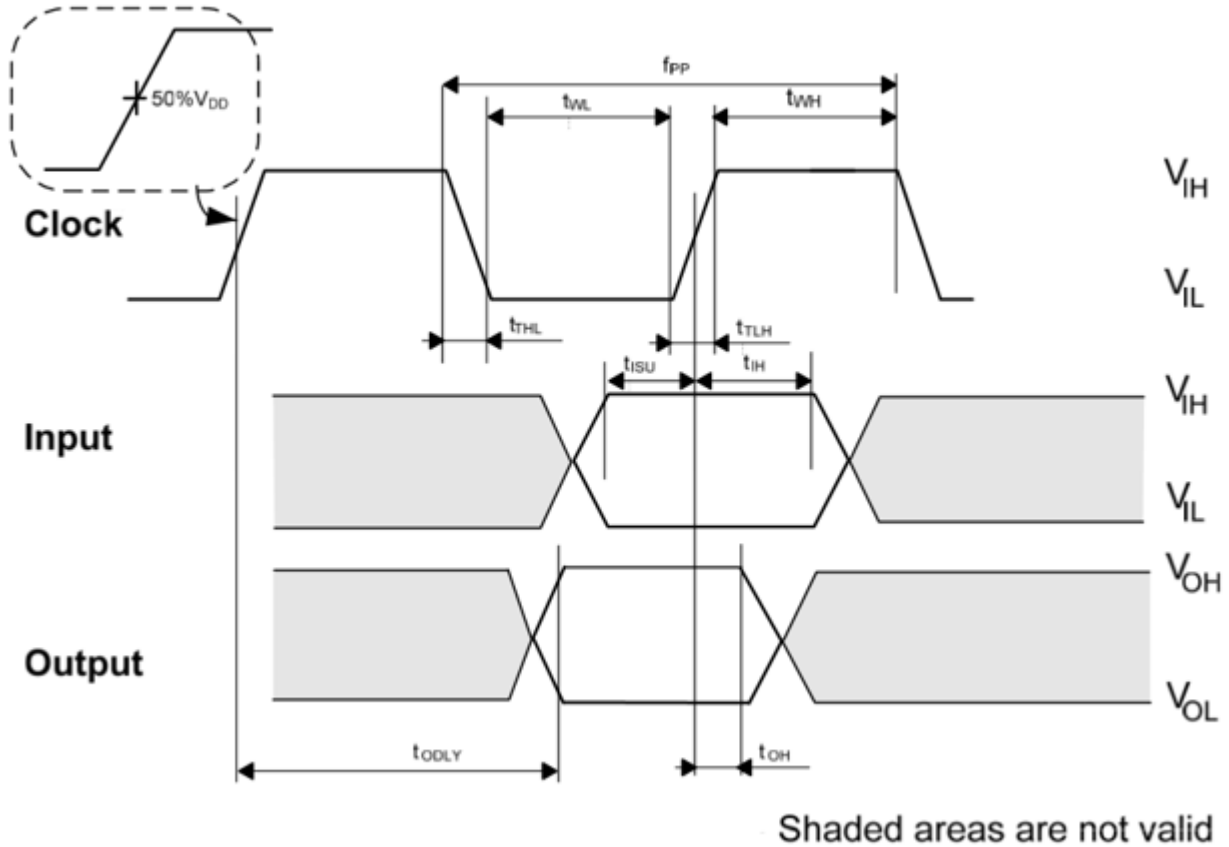 50%VDD
fPP
tWL
tWH
VIH
Clock
VIL
tTHL
tTLH
tISU
tIH
VIH
Input
VIL
VOH
Output
VOL
tODLY
tOH
Shaded areas are not valid